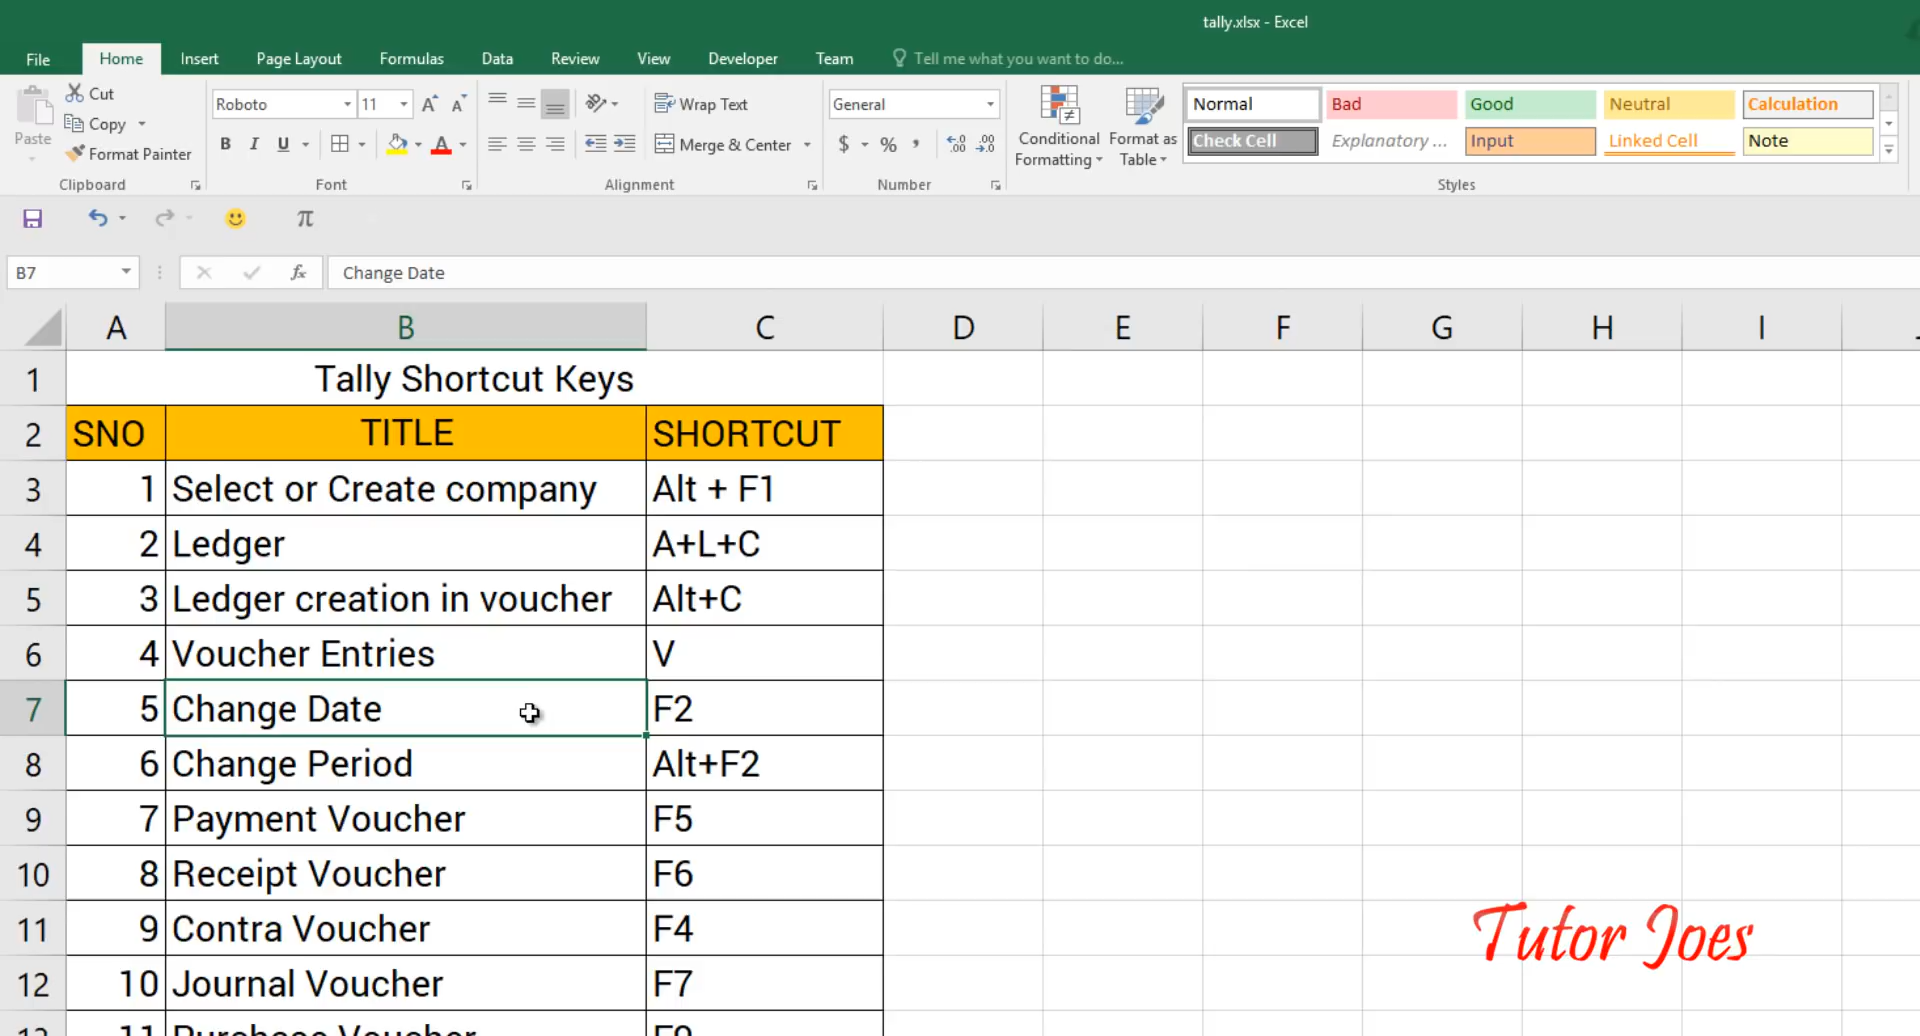 tally.xlsx - Excel
File Home Insert Page Layout Formulas Data Review View Developer Team Tell me what you want to do...
Paste
Cut
Copy
Format Painter
Clipboard
Roboto 11
B I U
Font
Wrap Text
Merge & Center
Alignment
General
$ % ,
Number
Conditional Formatting
Format as Table
Normal Bad Good Neutral Calculation
Check Cell Explanatory ... Input Linked Cell Note
Styles
π
B7 fx Change Date
A B C D E F G H I
1 Tally Shortcut Keys
2 SNO TITLE SHORTCUT
3 1 Select or Create company Alt + F1
4 2 Ledger A+L+C
5 3 Ledger creation in voucher Alt+C
6 4 Voucher Entries V
7 5 Change Date F2
8 6 Change Period Alt+F2
9 7 Payment Voucher F5
10 8 Receipt Voucher F6
11 9 Contra Voucher F4
12 10 Journal Voucher F7
13 11 Purchase Voucher F9
Tutor Joes